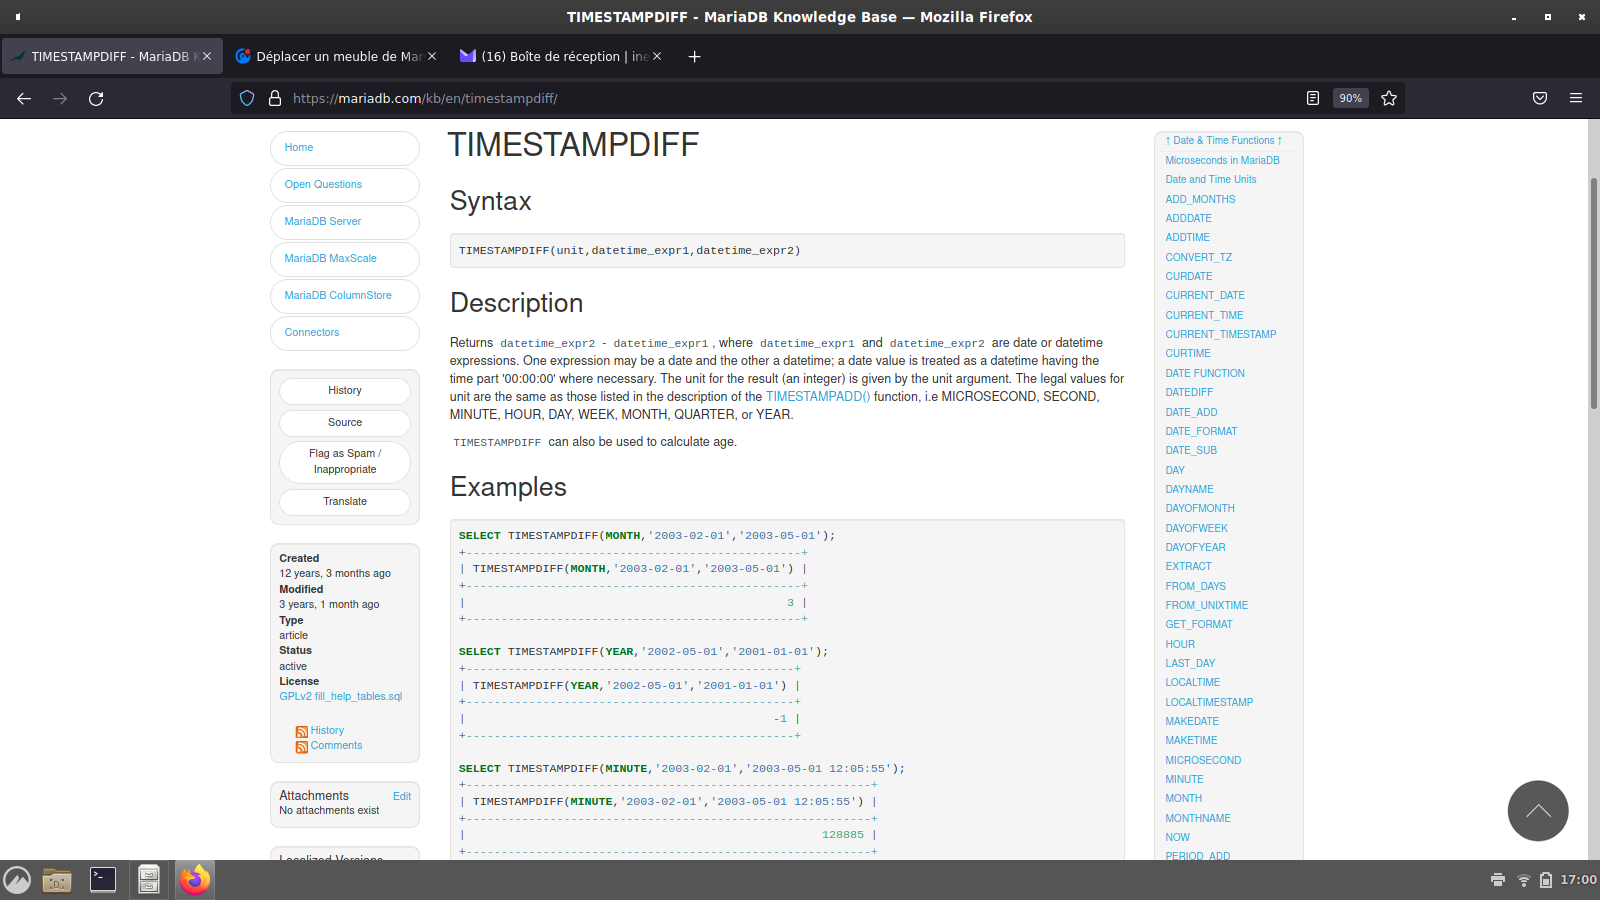 TIMESTAMPDIFF - MariaDB Knowledge Base — Mozilla Firefox
TIMESTAMPDIFF - MariaDB K
Déplacer un meuble de Mar
(16) Boîte de réception | ine
https://mariadb.com/kb/en/timestampdiff/
90%
Home
Open Questions
MariaDB Server
MariaDB MaxScale
MariaDB ColumnStore
Connectors
History
Source
Flag as Spam /
Inappropriate
Translate
Created
12 years, 3 months ago
Modified
3 years, 1 month ago
Type
article
Status
active
License
GPLv2 fill_help_tables.sql
History
Comments
Attachments
Edit
No attachments exist
Localized Versions
TIMESTAMPDIFF
Syntax
TIMESTAMPDIFF(unit,datetime_expr1,datetime_expr2)
Description
Returns datetime_expr2 - datetime_expr1, where datetime_expr1 and datetime_expr2 are date or datetime
expressions. One expression may be a date and the other a datetime; a date value is treated as a datetime having the
time part '00:00:00' where necessary. The unit for the result (an integer) is given by the unit argument. The legal values for
unit are the same as those listed in the description of the TIMESTAMPADD() function, i.e MICROSECOND, SECOND,
MINUTE, HOUR, DAY, WEEK, MONTH, QUARTER, or YEAR.
TIMESTAMPDIFF can also be used to calculate age.
Examples
SELECT TIMESTAMPDIFF(MONTH,'2003-02-01','2003-05-01');
+------------------------------------------------+
| TIMESTAMPDIFF(MONTH,'2003-02-01','2003-05-01') |
+------------------------------------------------+
|                                              3 |
+------------------------------------------------+
SELECT TIMESTAMPDIFF(YEAR,'2002-05-01','2001-01-01');
+-----------------------------------------------+
| TIMESTAMPDIFF(YEAR,'2002-05-01','2001-01-01') |
+-----------------------------------------------+
|                                            -1 |
+-----------------------------------------------+
SELECT TIMESTAMPDIFF(MINUTE,'2003-02-01','2003-05-01 12:05:55');
+----------------------------------------------------------+
| TIMESTAMPDIFF(MINUTE,'2003-02-01','2003-05-01 12:05:55') |
+----------------------------------------------------------+
|                                                   128885 |
+----------------------------------------------------------+
↑ Date & Time Functions ↑
Microseconds in MariaDB
Date and Time Units
ADD_MONTHS
ADDDATE
ADDTIME
CONVERT_TZ
CURDATE
CURRENT_DATE
CURRENT_TIME
CURRENT_TIMESTAMP
CURTIME
DATE FUNCTION
DATEDIFF
DATE_ADD
DATE_FORMAT
DATE_SUB
DAY
DAYNAME
DAYOFMONTH
DAYOFWEEK
DAYOFYEAR
EXTRACT
FROM_DAYS
FROM_UNIXTIME
GET_FORMAT
HOUR
LAST_DAY
LOCALTIME
LOCALTIMESTAMP
MAKEDATE
MAKETIME
MICROSECOND
MINUTE
MONTH
MONTHNAME
NOW
PERIOD_ADD
17:00